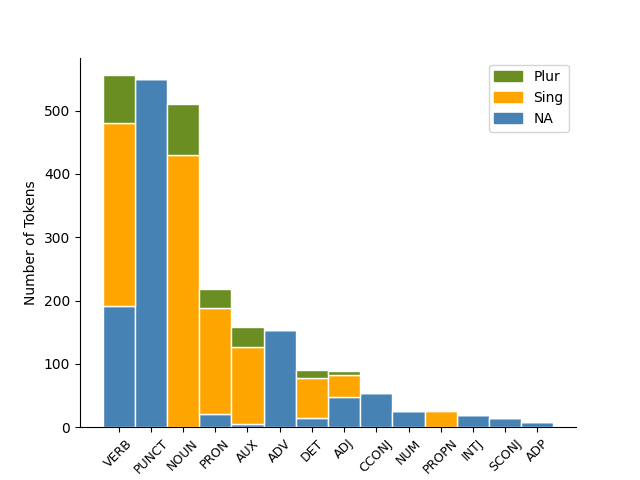 Plur
Sing
NA
500
400
300
200
100
0
Number of Tokens
VERB
PUNCT
NOUN
PRON
AUX
ADV
DET
ADJ
CCONJ
NUM
PROPN
INTJ
SCONJ
ADP